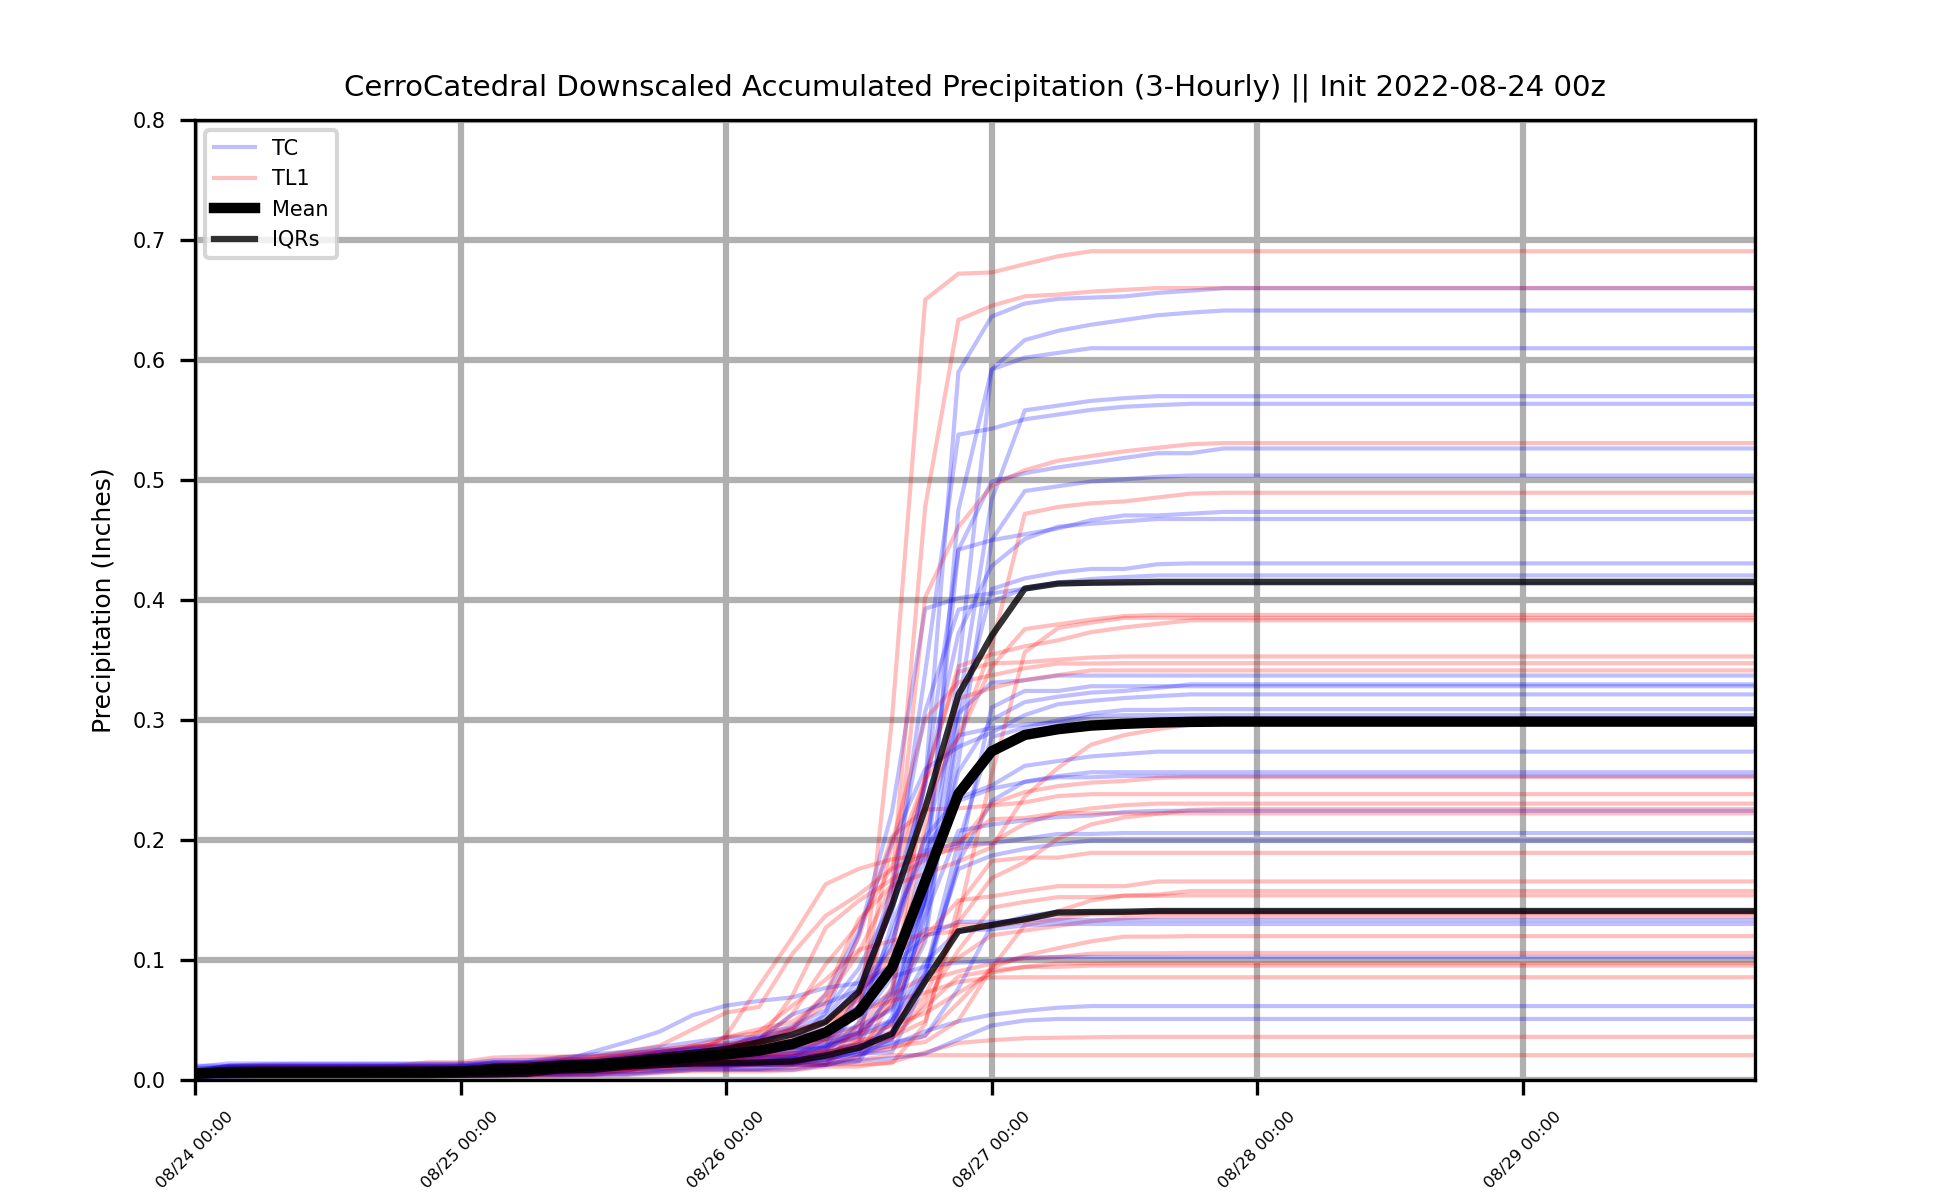 CerroCatedral Downscaled Accumulated Precipitation (3-Hourly) || Init 2022-08-24 00z
Precipitation (Inches)
0.8
0.7
0.6
0.5
0.4
0.3
0.2
0.1
0.0
TC
TL1
Mean
IQRs
08/24 00:00
08/25 00:00
08/26 00:00
08/27 00:00
08/28 00:00
08/29 00:00